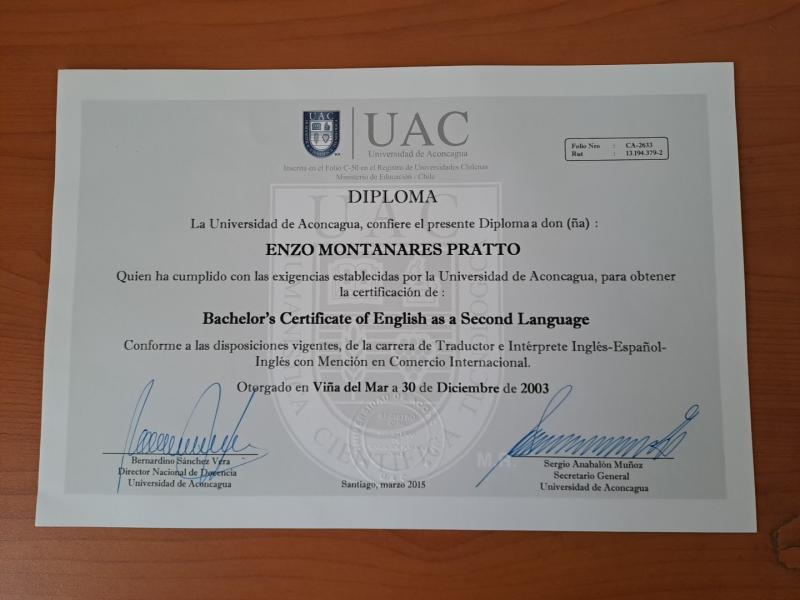 UAC
UAC
Universidad de Aconcagua
Folio Nro : CA-2633
Rut : 13.194.379-2
Inscrita en el Folio C-50 en el Registro de Universidades Chilenas
Ministerio de Educación - Chile
DIPLOMA
La Universidad de Aconcagua, confiere el presente Diploma a don (ña) :
ENZO MONTANARES PRATTO
Quien ha cumplido con las exigencias establecidas por la Universidad de Aconcagua, para obtener
la certificación de :
Bachelor's Certificate of English as a Second Language
Conforme a las disposiciones vigentes, de la carrera de Traductor e Intérprete Inglés-Español-
Inglés con Mención en Comercio Internacional.
Otorgado en Viña del Mar a 30 de Diciembre de 2003
Bernardino Sánchez Vera
Director Nacional de Docencia
Universidad de Aconcagua
Santiago, marzo 2015
Sergio Anabalón Muñoz
Secretario General
Universidad de Aconcagua
UAC
HUMANISTA CIENTIFICA
M.R.